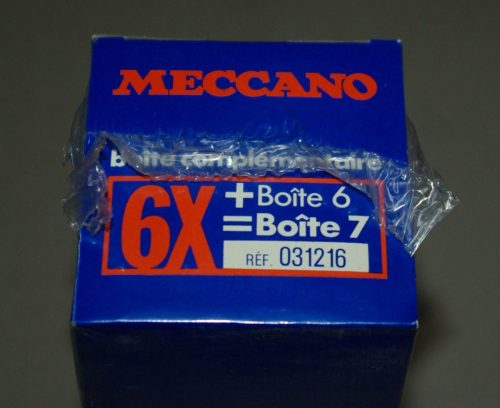 MECCANO
boîte complémentaire
6X
+ Boîte 6
= Boîte 7
RÉF. 031216